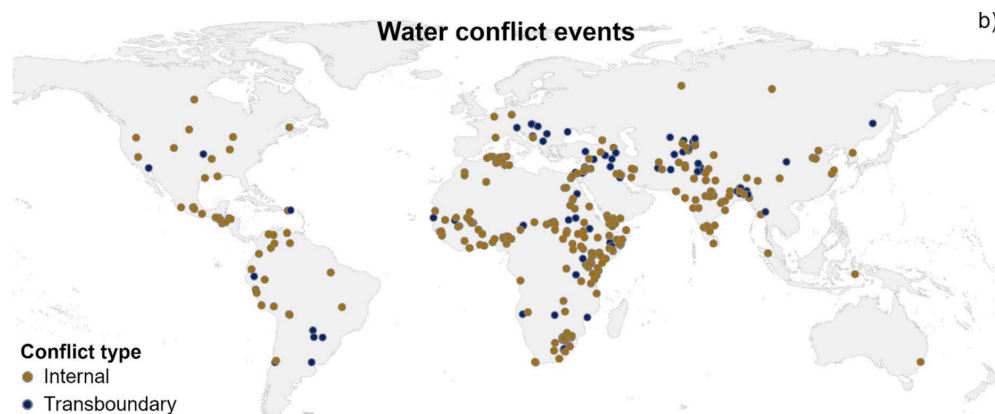 Water conflict events
b)
Conflict type
Internal
Transboundary